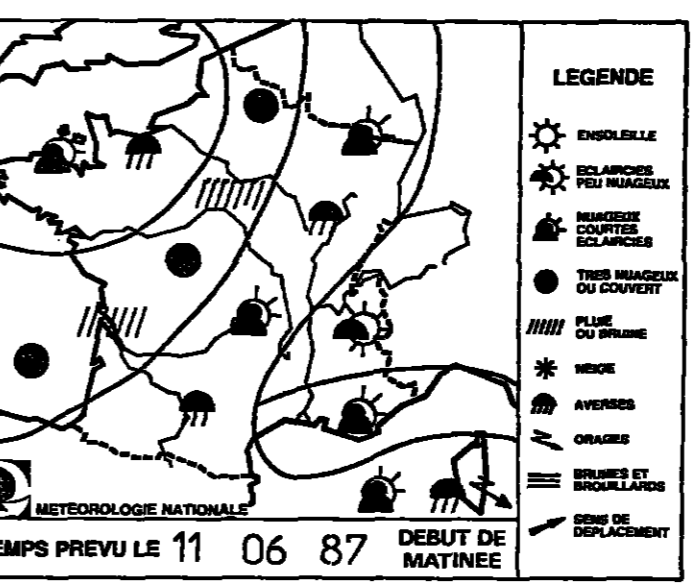 LEGENDE
ENSOLEILLE
ECLAIRCIES
PEU NUAGEUX
NUAGEUX
COURTES
ECLAIRCIES
TRES NUAGEUX
OU COUVERT
PLUIE
OU BRUINE
NEIGE
AVERSES
ORAGES
BRUMES ET
BROUILLARDS
SENS DE
DEPLACEMENT
METEOROLOGIE NATIONALE
EMPS PREVU LE 11 06 87 DEBUT DE
MATINEE